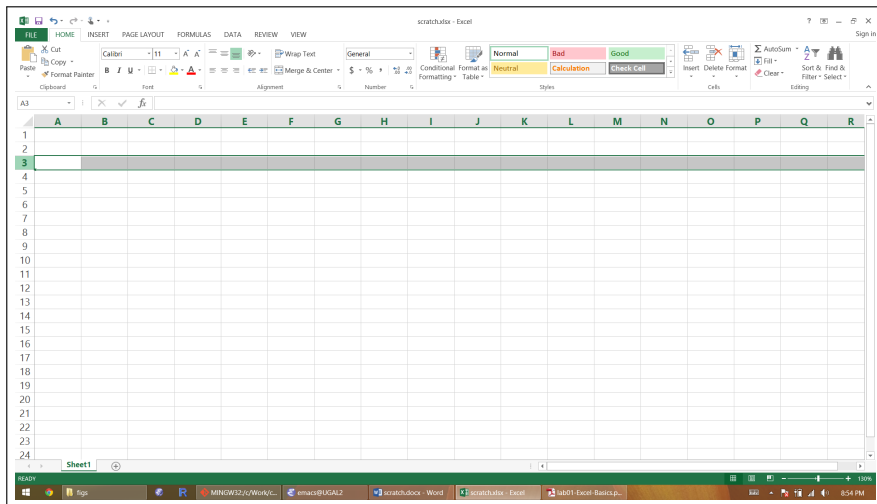 scratch.xlsx - Excel
FILE HOME INSERT PAGE LAYOUT FORMULAS DATA REVIEW VIEW Sign in
Paste
Cut
Copy
Format Painter
Clipboard
Calibri 11 A A
B I U A
Font
Wrap Text
Merge & Center
Alignment
General
$ % ,
Number
Conditional Formatting
Format as Table
Normal Bad Good
Neutral Calculation Check Cell
Styles
Insert Delete Format
Cells
AutoSum
Fill
Clear
Sort & Filter
Find & Select
Editing
A3 fx
A B C D E F G H I J K L M N O P Q R
1
2
3
4
5
6
7
8
9
10
11
12
13
14
15
16
17
18
19
20
21
22
23
24
Sheet1
READY 130%
figs R MINGW32:/c/Work/c... emacs@UGAL2 scratch.docx - Word scratch.xlsx - Excel lab01-Excel-Basics.p... 8:54 PM